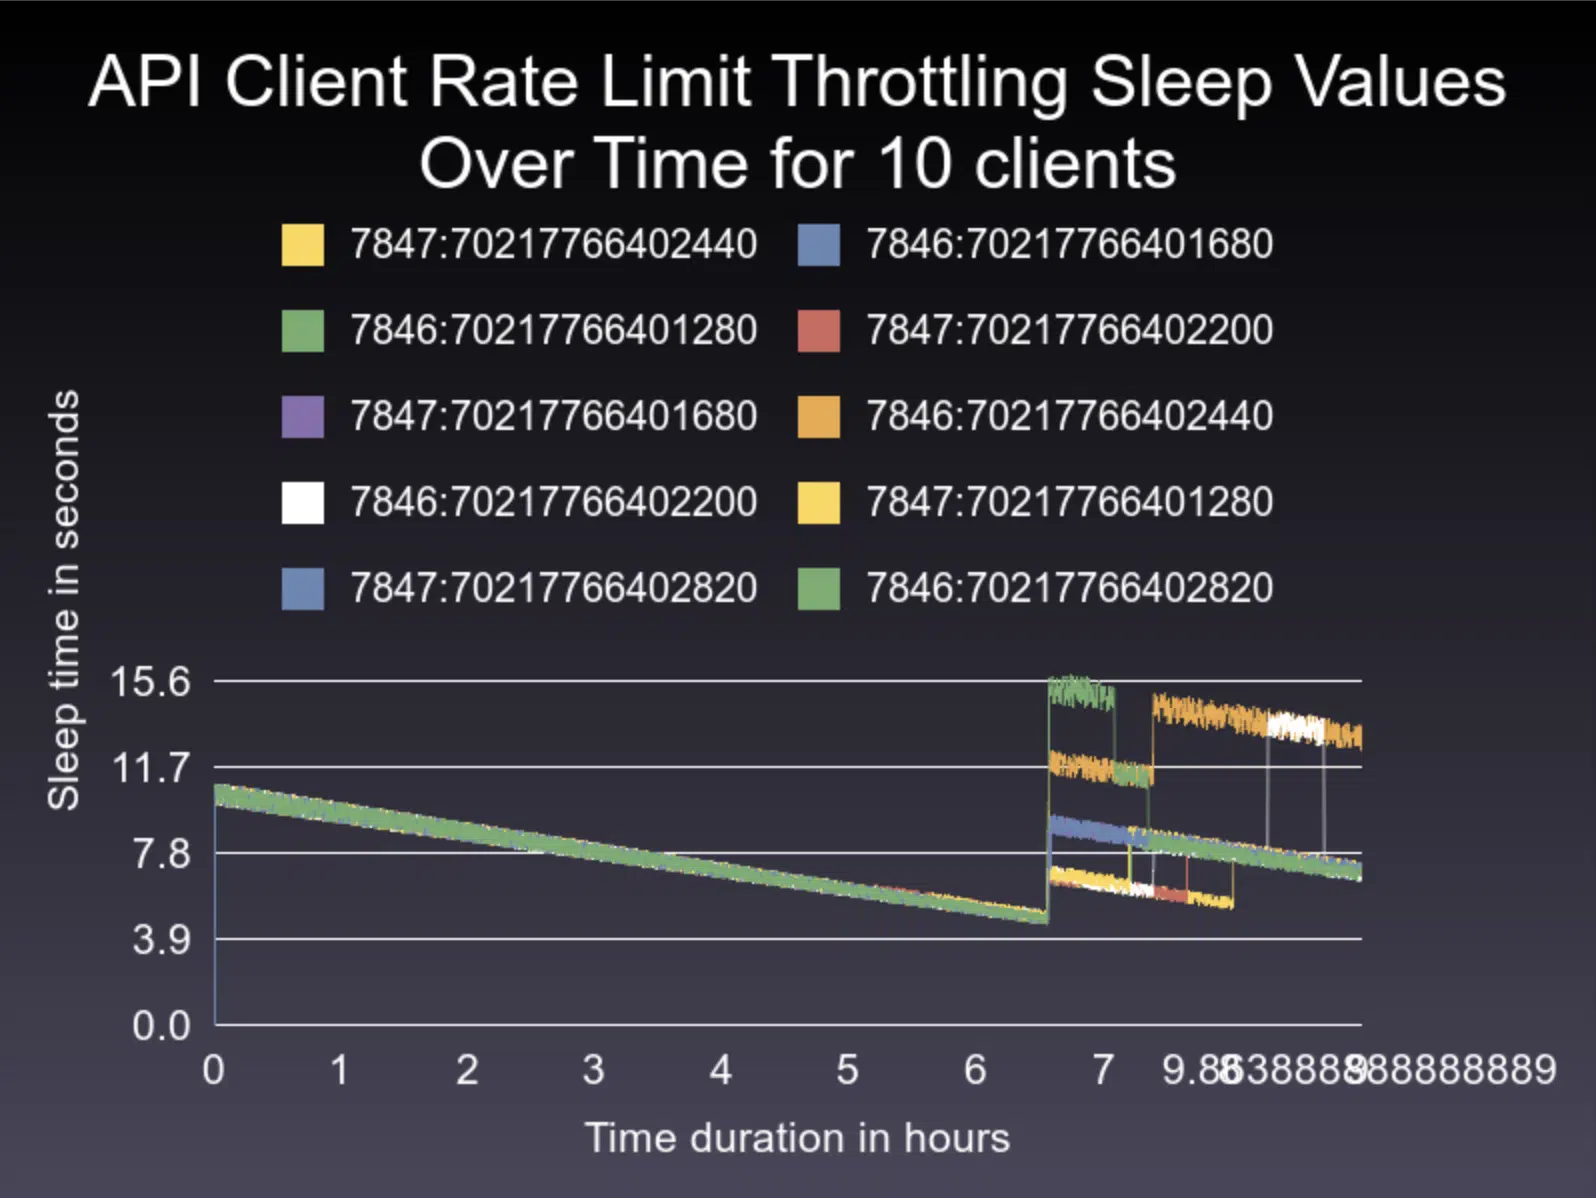 API Client Rate Limit Throttling Sleep Values
Over Time for 10 clients
7847:70217766402440 7846:70217766401680
7846:70217766401280 7847:70217766402200
7847:70217766401680 7846:70217766402440
7846:70217766402200 7847:70217766401280
7847:70217766402820 7846:70217766402820
Sleep time in seconds
15.6
11.7
7.8
3.9
0.0
0 1 2 3 4 5 6 7
Time duration in hours